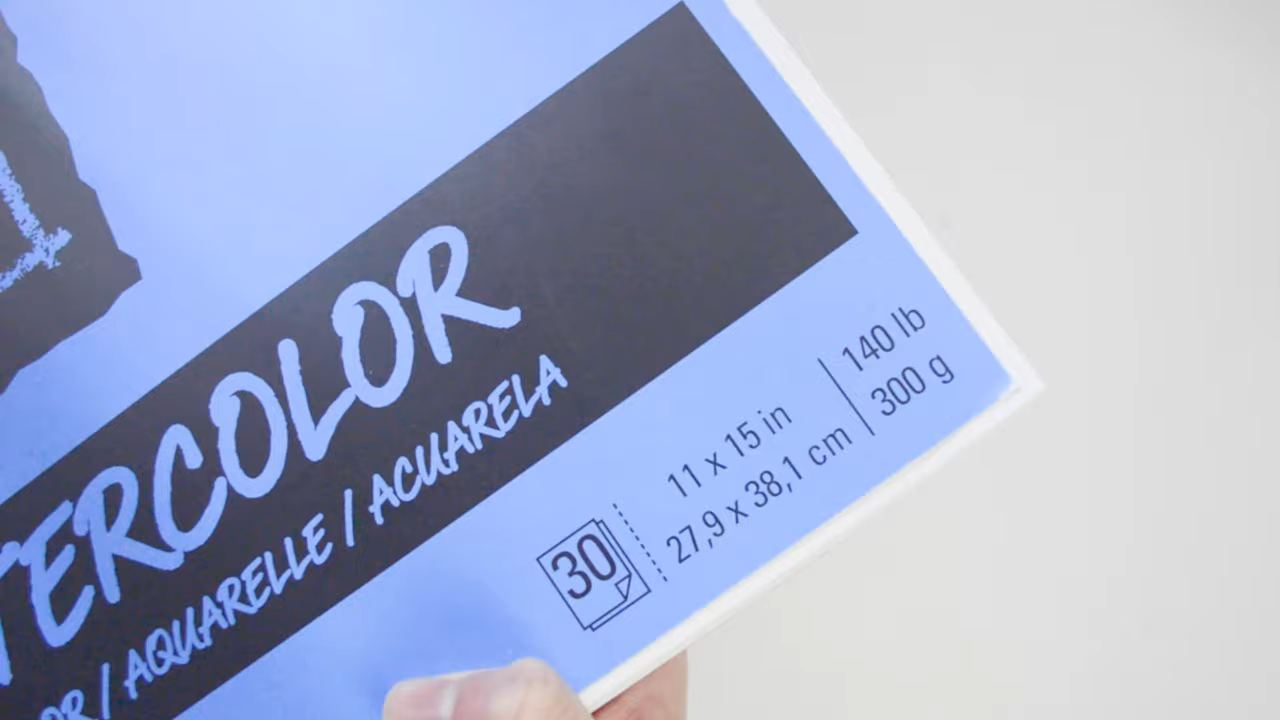 TERCOLOR
OR / AQUARELLE / ACUARELA
30
11 x 15 in
27,9 x 38,1 cm
140 lb
300 g